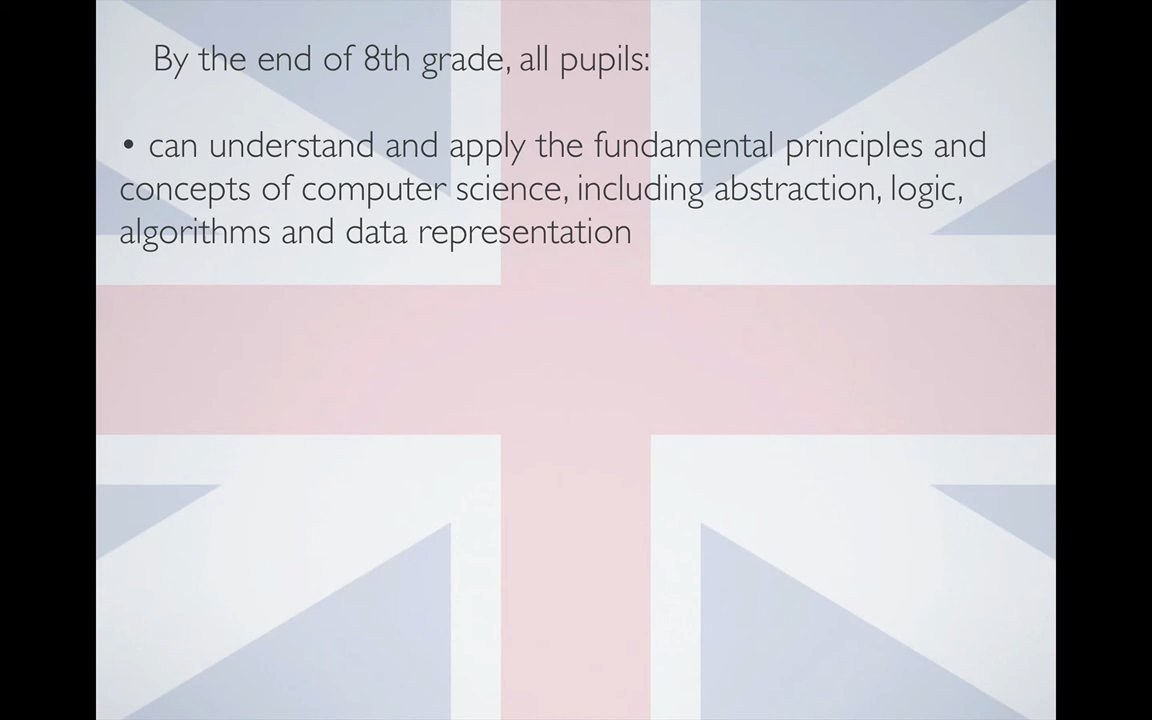 By the end of 8th grade, all pupils:
• can understand and apply the fundamental principles and
concepts of computer science, including abstraction, logic,
algorithms and data representation